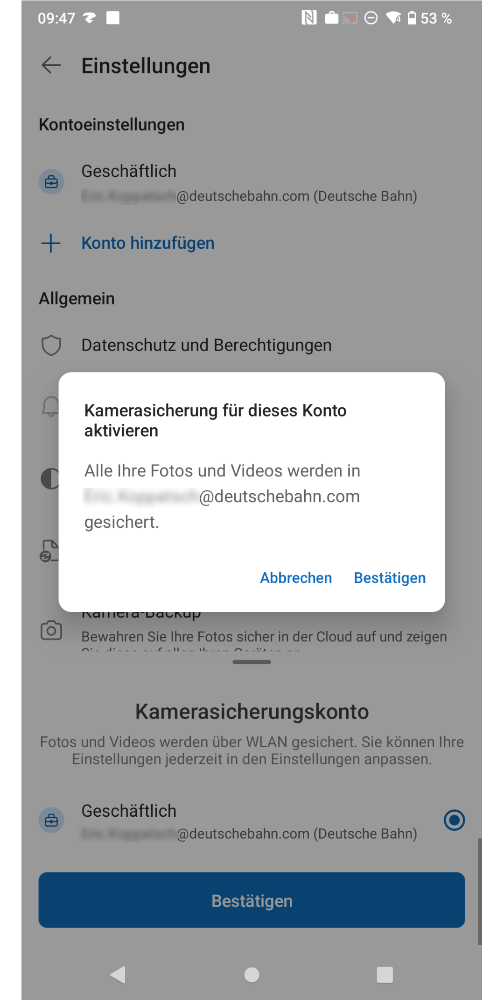 09:47
4 53 %
Einstellungen
Kontoeinstellungen
Geschäftlich
@deutschebahn.com (Deutsche Bahn)
Konto hinzufügen
Allgemein
Datenschutz und Berechtigungen
Kamerasicherung für dieses Konto
aktivieren
Alle Ihre Fotos und Videos werden in
@deutschebahn.com
gesichert.
Abbrechen Bestätigen
Kamera-Backup
Bewahren Sie Ihre Fotos sicher in der Cloud auf und zeigen
Sie diese auf allen Ihren Geräten an
Kamerasicherungskonto
Fotos und Videos werden über WLAN gesichert. Sie können Ihre
Einstellungen jederzeit in den Einstellungen anpassen.
Geschäftlich
@deutschebahn.com (Deutsche Bahn)
Bestätigen